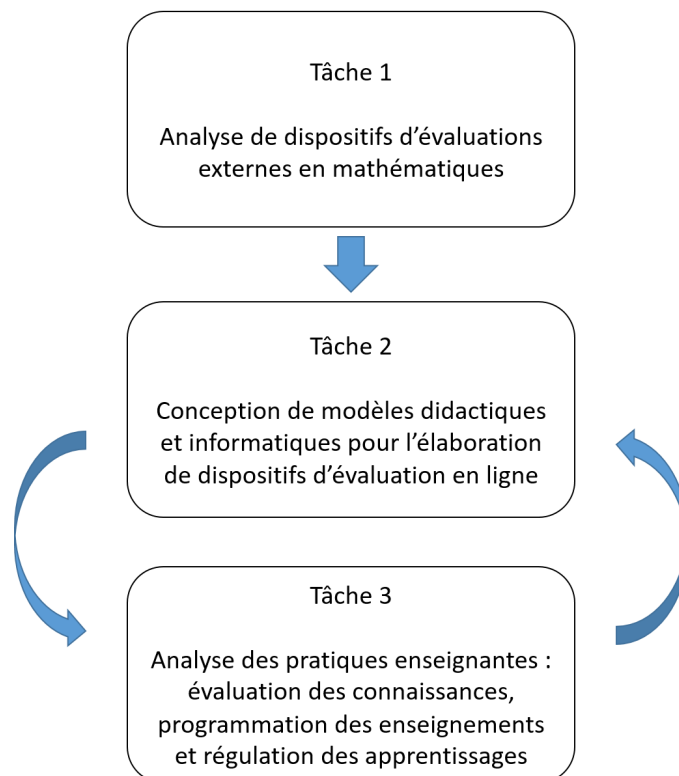 Tâche 1
Analyse de dispositifs d’évaluations
externes en mathématiques
Tâche 2
Conception de modèles didactiques
et informatiques pour l’élaboration
de dispositifs d’évaluation en ligne
Tâche 3
Analyse des pratiques enseignantes :
évaluation des connaissances,
programmation des enseignements
et régulation des apprentissages